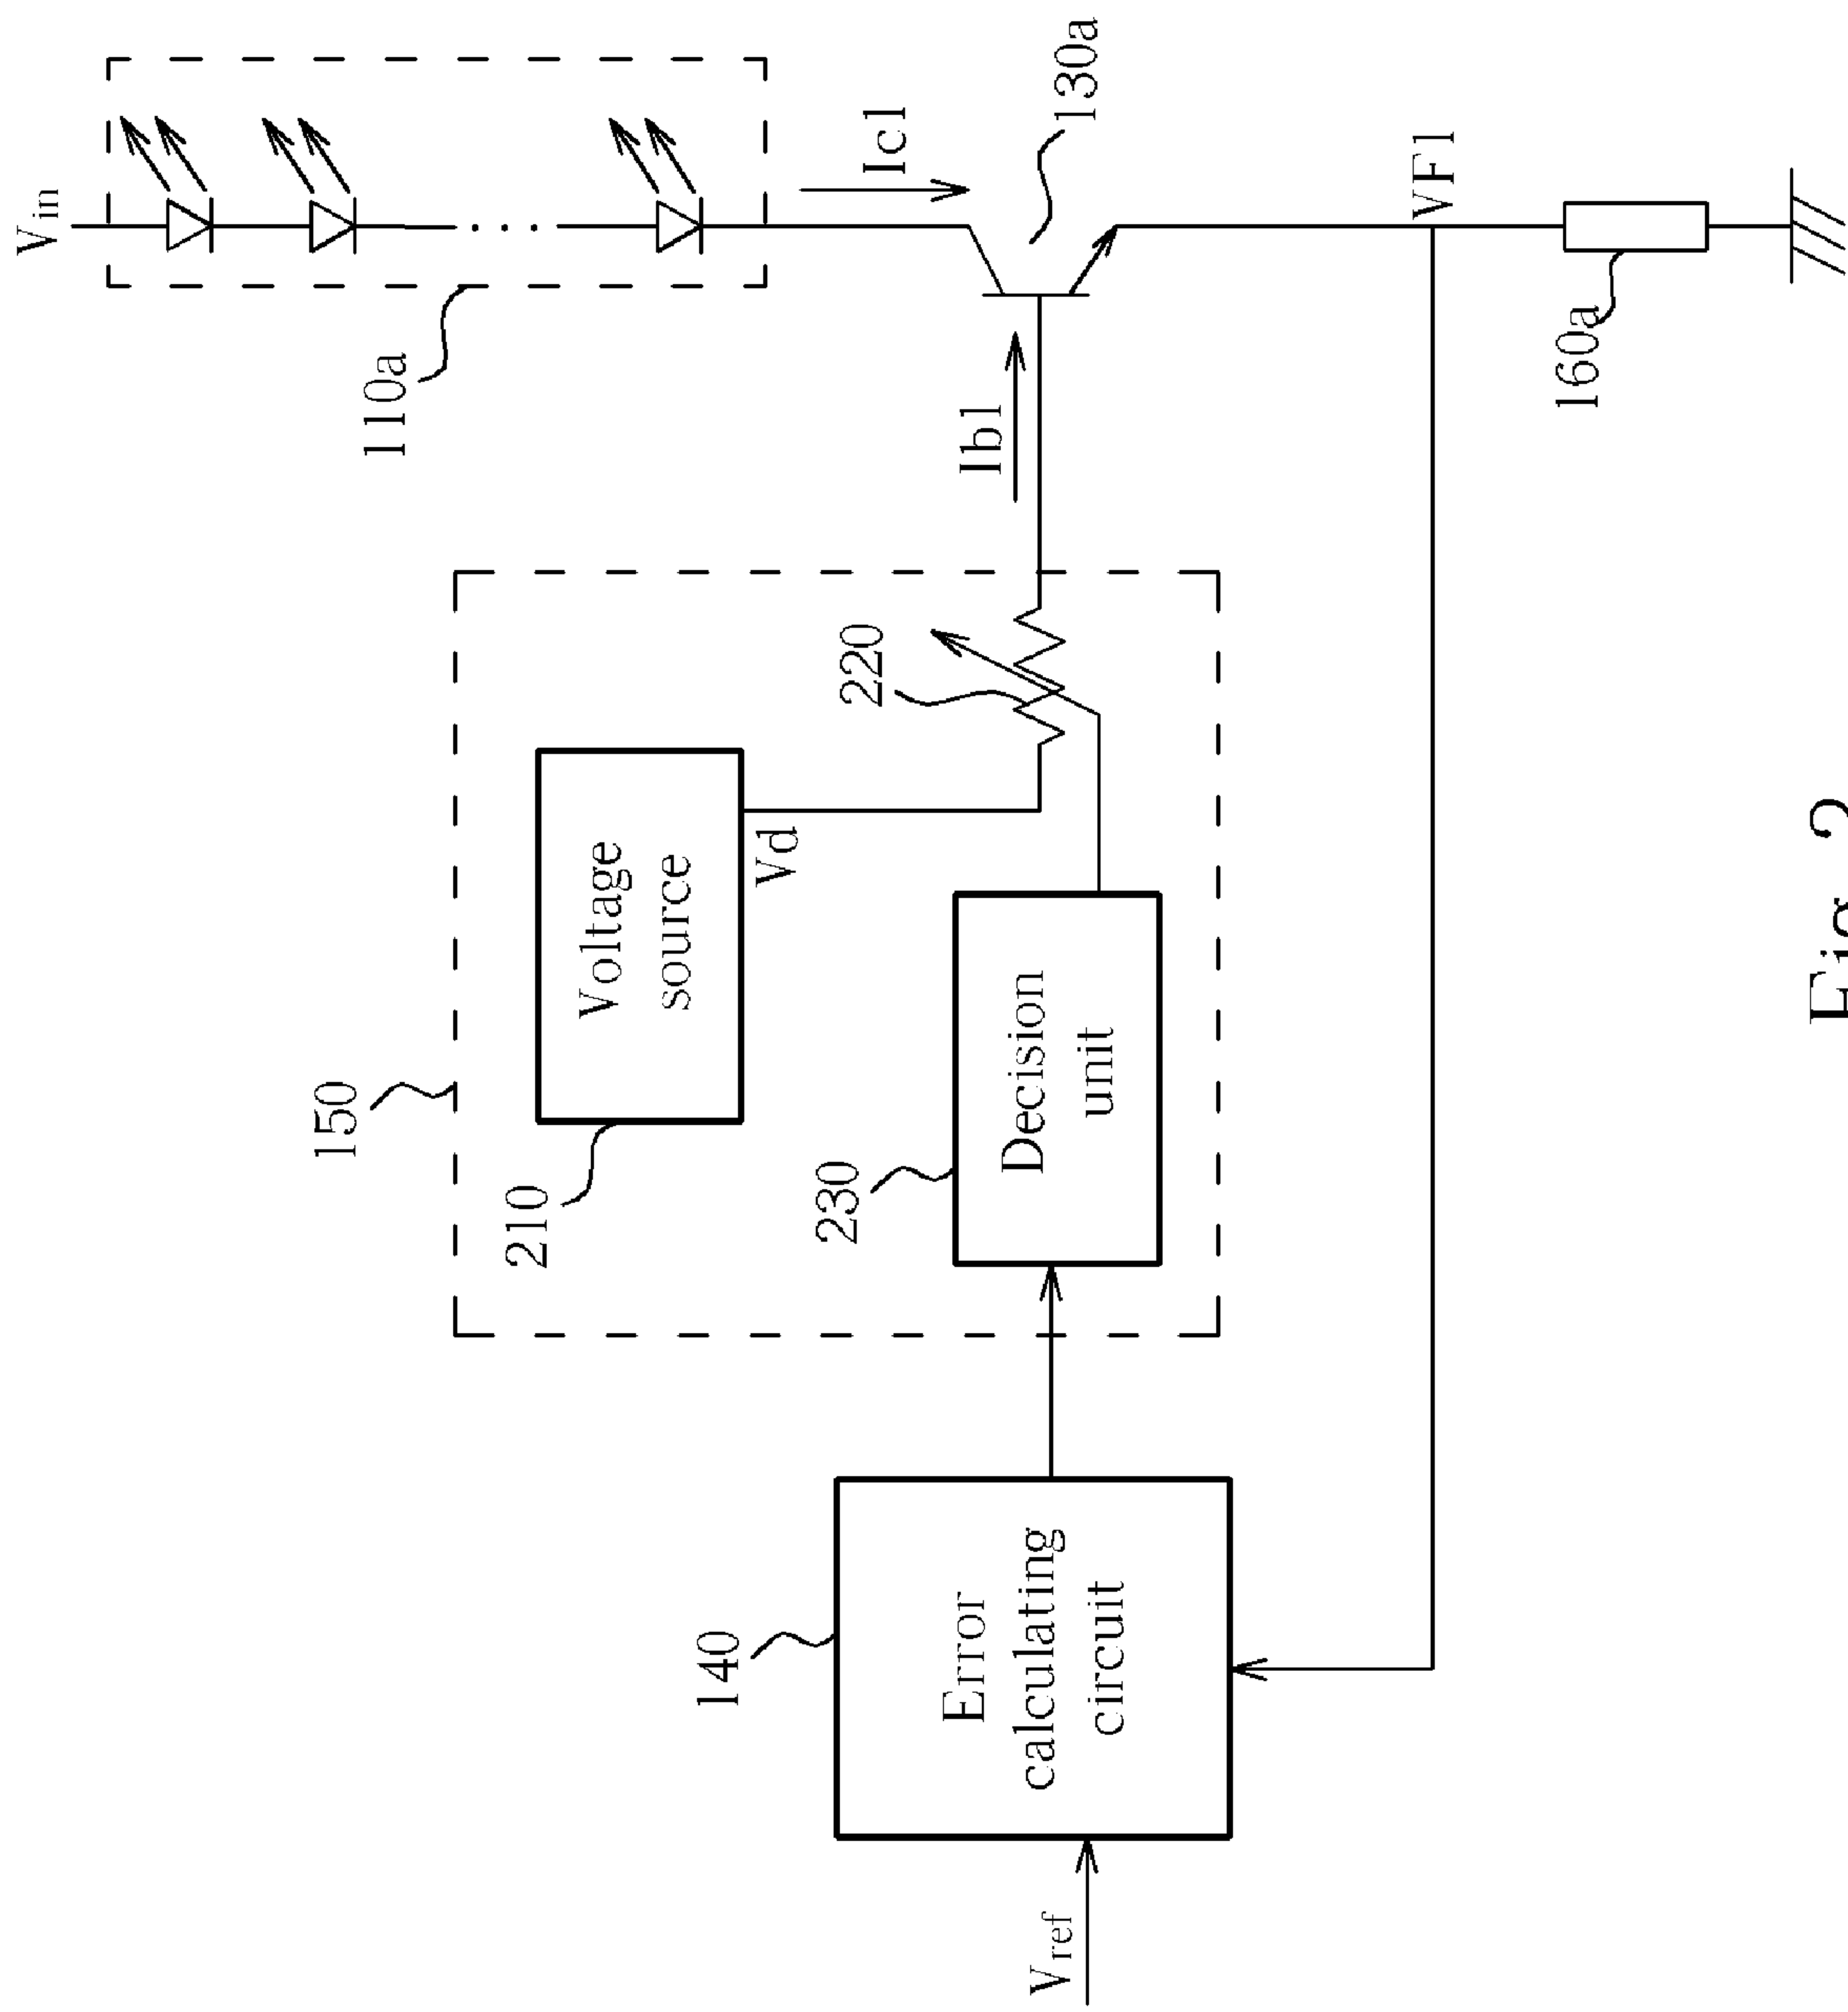 Vin
110a
Ic1
130a
Ib1
VF1
160a
150
Voltage
source
210
Vd
220
230
Decision
unit
140
Error
calculating
circuit
Vref